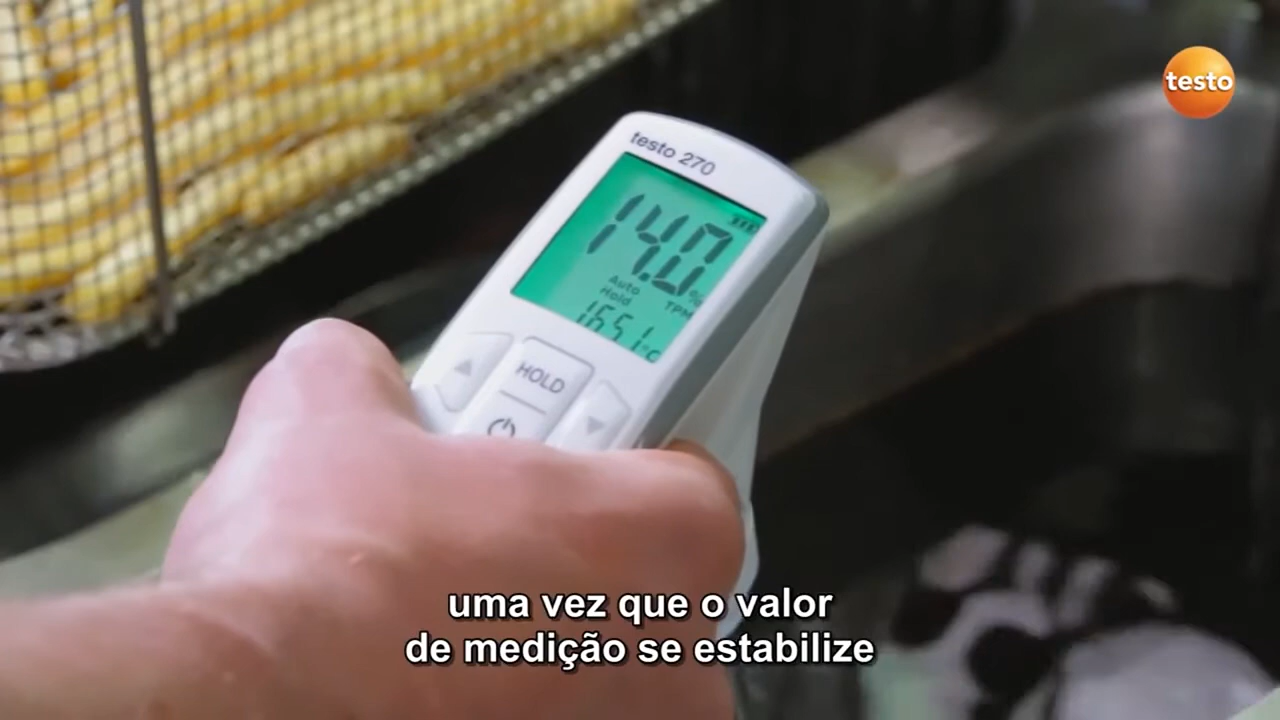 testo
testo 270
14.0 %
Auto
Hold
TPM
165.1 °C
HOLD
uma vez que o valor
de medição se estabilize